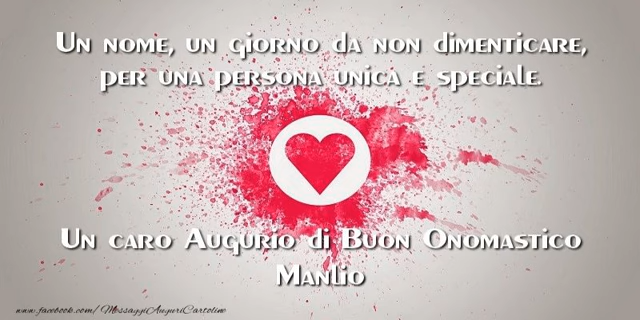 Un nome, un giorno da non dimenticare,
per una persona unica e speciale.
Un caro Augurio di Buon Onomastico
Manlio
www.facebook.com/MessaggiAuguriCartoline